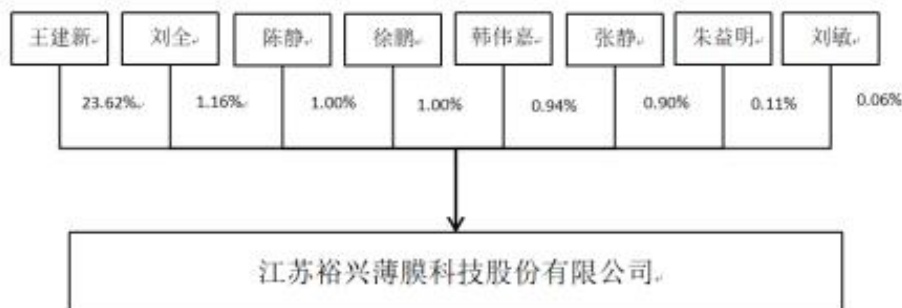 王建新 刘全 陈静 徐鹏 韩伟嘉 张静 朱益明 刘敏
23.62% 1.16% 1.00% 1.00% 0.94% 0.90% 0.11% 0.06%
江苏裕兴薄膜科技股份有限公司